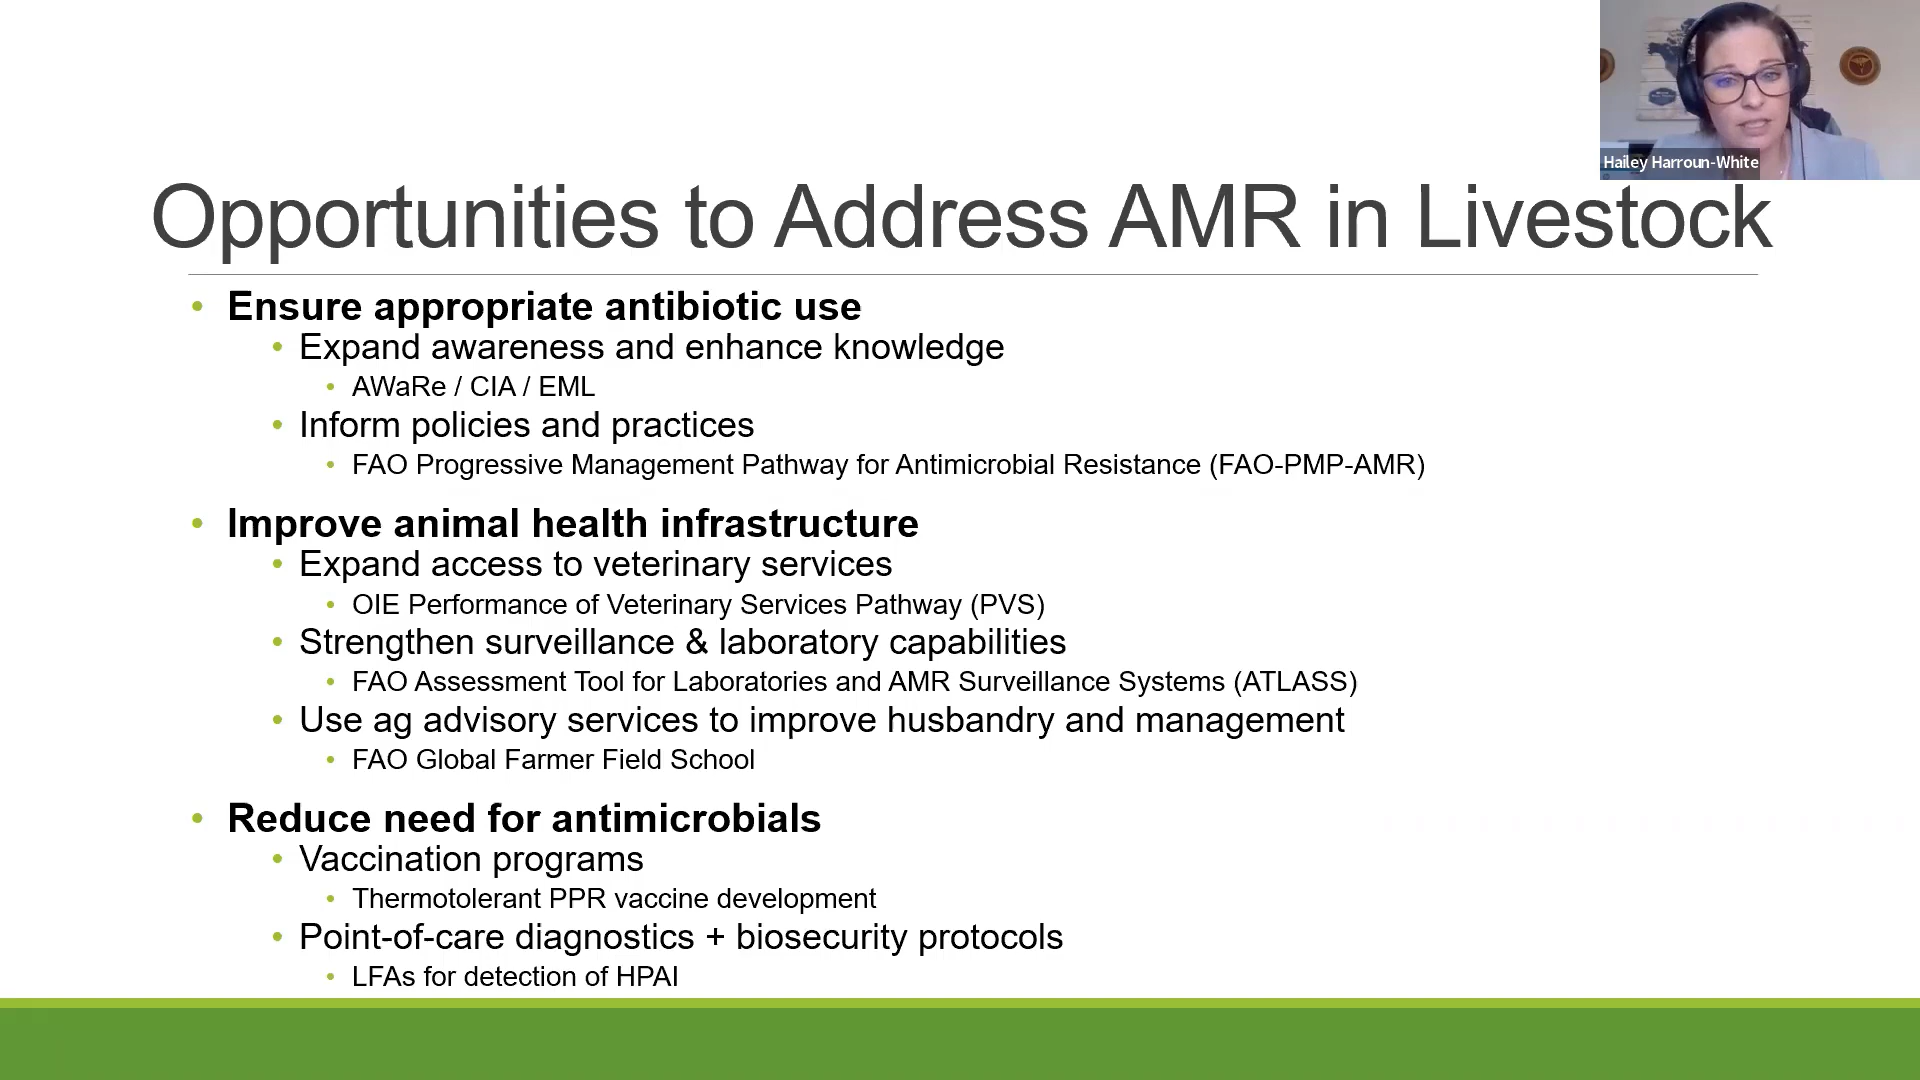 Hailey Harroun-White
Opportunities to Address AMR in Livestock
• Ensure appropriate antibiotic use
• Expand awareness and enhance knowledge
• AWaRe / CIA / EML
• Inform policies and practices
• FAO Progressive Management Pathway for Antimicrobial Resistance (FAO-PMP-AMR)
• Improve animal health infrastructure
• Expand access to veterinary services
• OIE Performance of Veterinary Services Pathway (PVS)
• Strengthen surveillance & laboratory capabilities
• FAO Assessment Tool for Laboratories and AMR Surveillance Systems (ATLASS)
• Use ag advisory services to improve husbandry and management
• FAO Global Farmer Field School
• Reduce need for antimicrobials
• Vaccination programs
• Thermotolerant PPR vaccine development
• Point-of-care diagnostics + biosecurity protocols
• LFAs for detection of HPAI